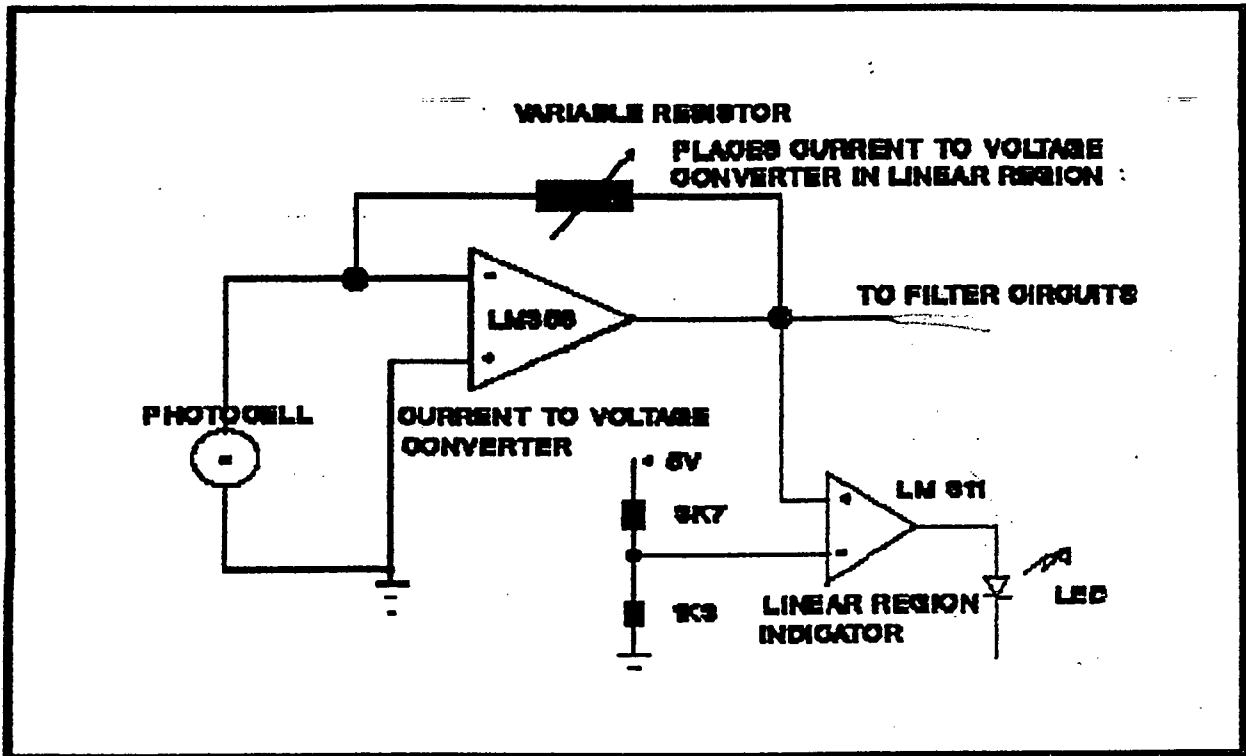 VARIABLE RESISTOR
PLACES CURRENT TO VOLTAGE
CONVERTER IN LINEAR REGION
-
+
TO FILTER CIRCUITS
PHOTOCELL
CURRENT TO VOLTAGE
CONVERTER
5V
LM 311
-
LINEAR REGION
INDICATOR
LED